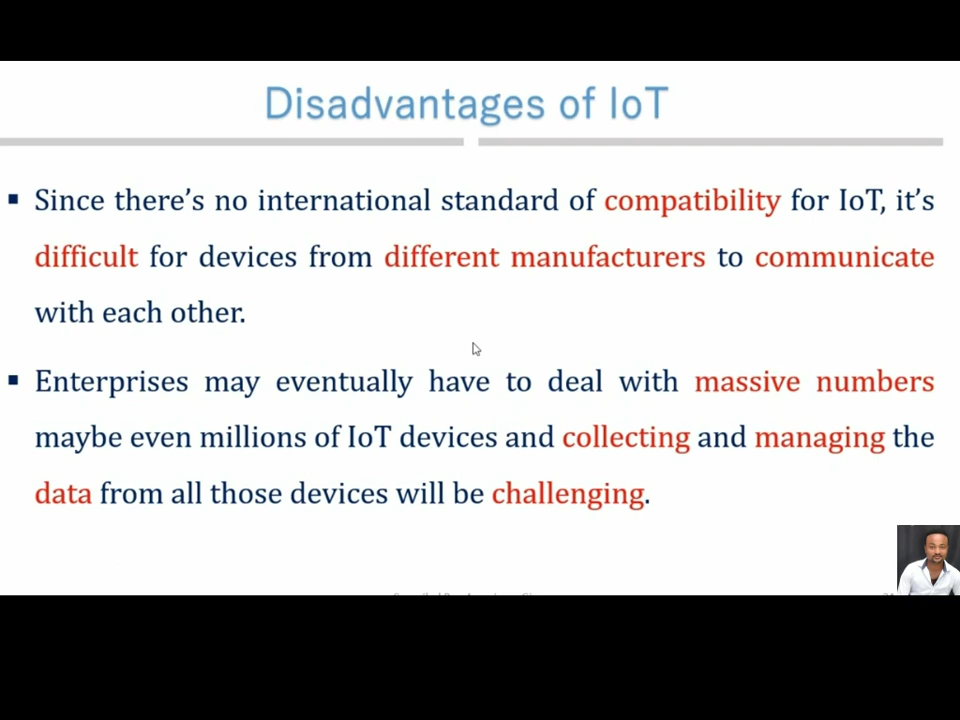 Disadvantages of IoT
▪ Since there's no international standard of compatibility for IoT, it's
difficult for devices from different manufacturers to communicate
with each other.
▪ Enterprises may eventually have to deal with massive numbers
maybe even millions of IoT devices and collecting and managing the
data from all those devices will be challenging.